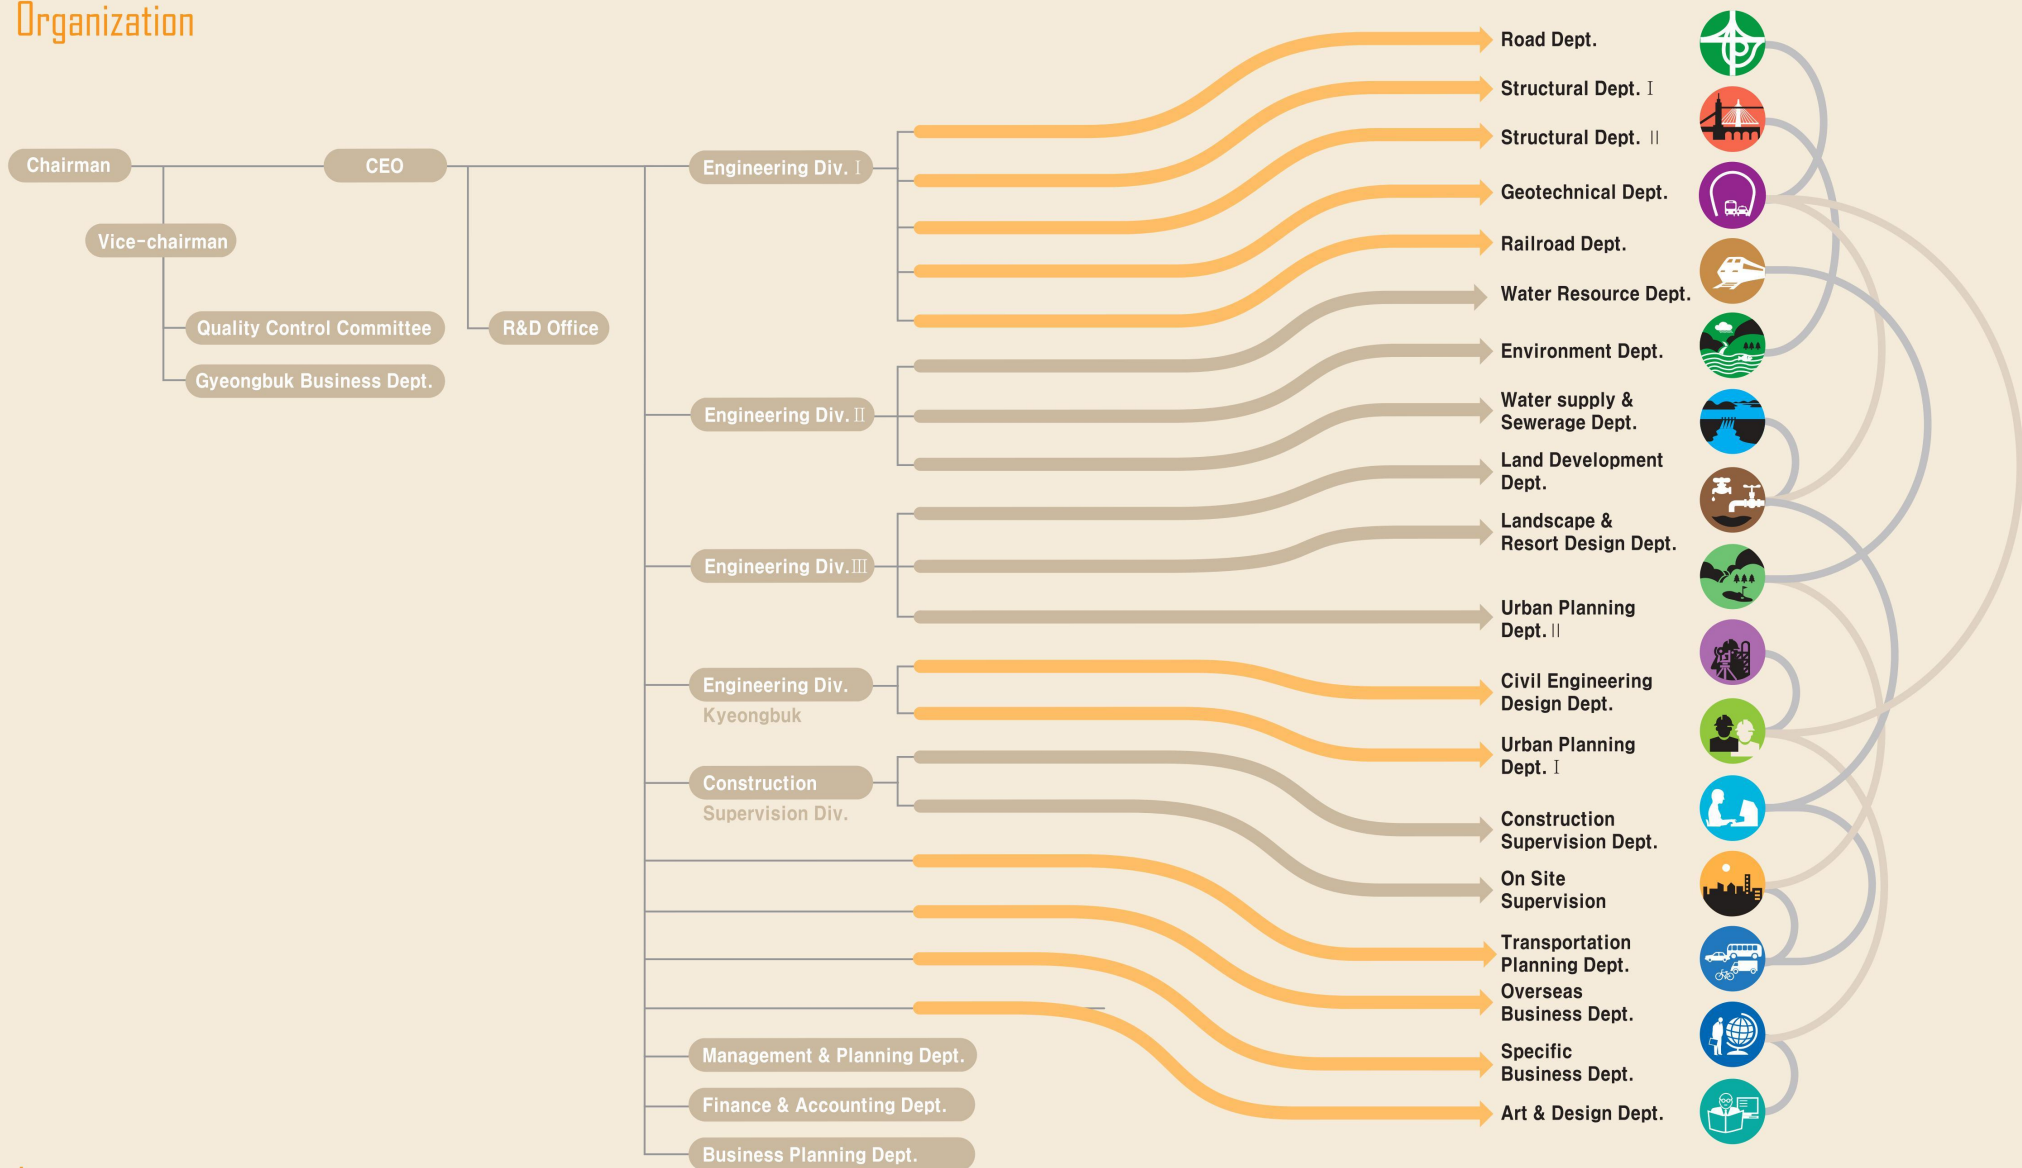 Organization
Chairman
CEO
Vice-chairman
Quality Control Committee
Gyeongbuk Business Dept.
R&D Office
Engineering Div. Ⅰ
Engineering Div. Ⅱ
Engineering Div. Ⅲ
Engineering Div.
Kyeongbuk
Construction
Supervision Div.
Management & Planning Dept.
Finance & Accounting Dept.
Business Planning Dept.
Road Dept.
Structural Dept. Ⅰ
Structural Dept. Ⅱ
Geotechnical Dept.
Railroad Dept.
Water Resource Dept.
Environment Dept.
Water supply &
Sewerage Dept.
Land Development
Dept.
Landscape &
Resort Design Dept.
Urban Planning
Dept. Ⅱ
Civil Engineering
Design Dept.
Urban Planning
Dept. Ⅰ
Construction
Supervision Dept.
On Site
Supervision
Transportation
Planning Dept.
Overseas
Business Dept.
Specific
Business Dept.
Art & Design Dept.